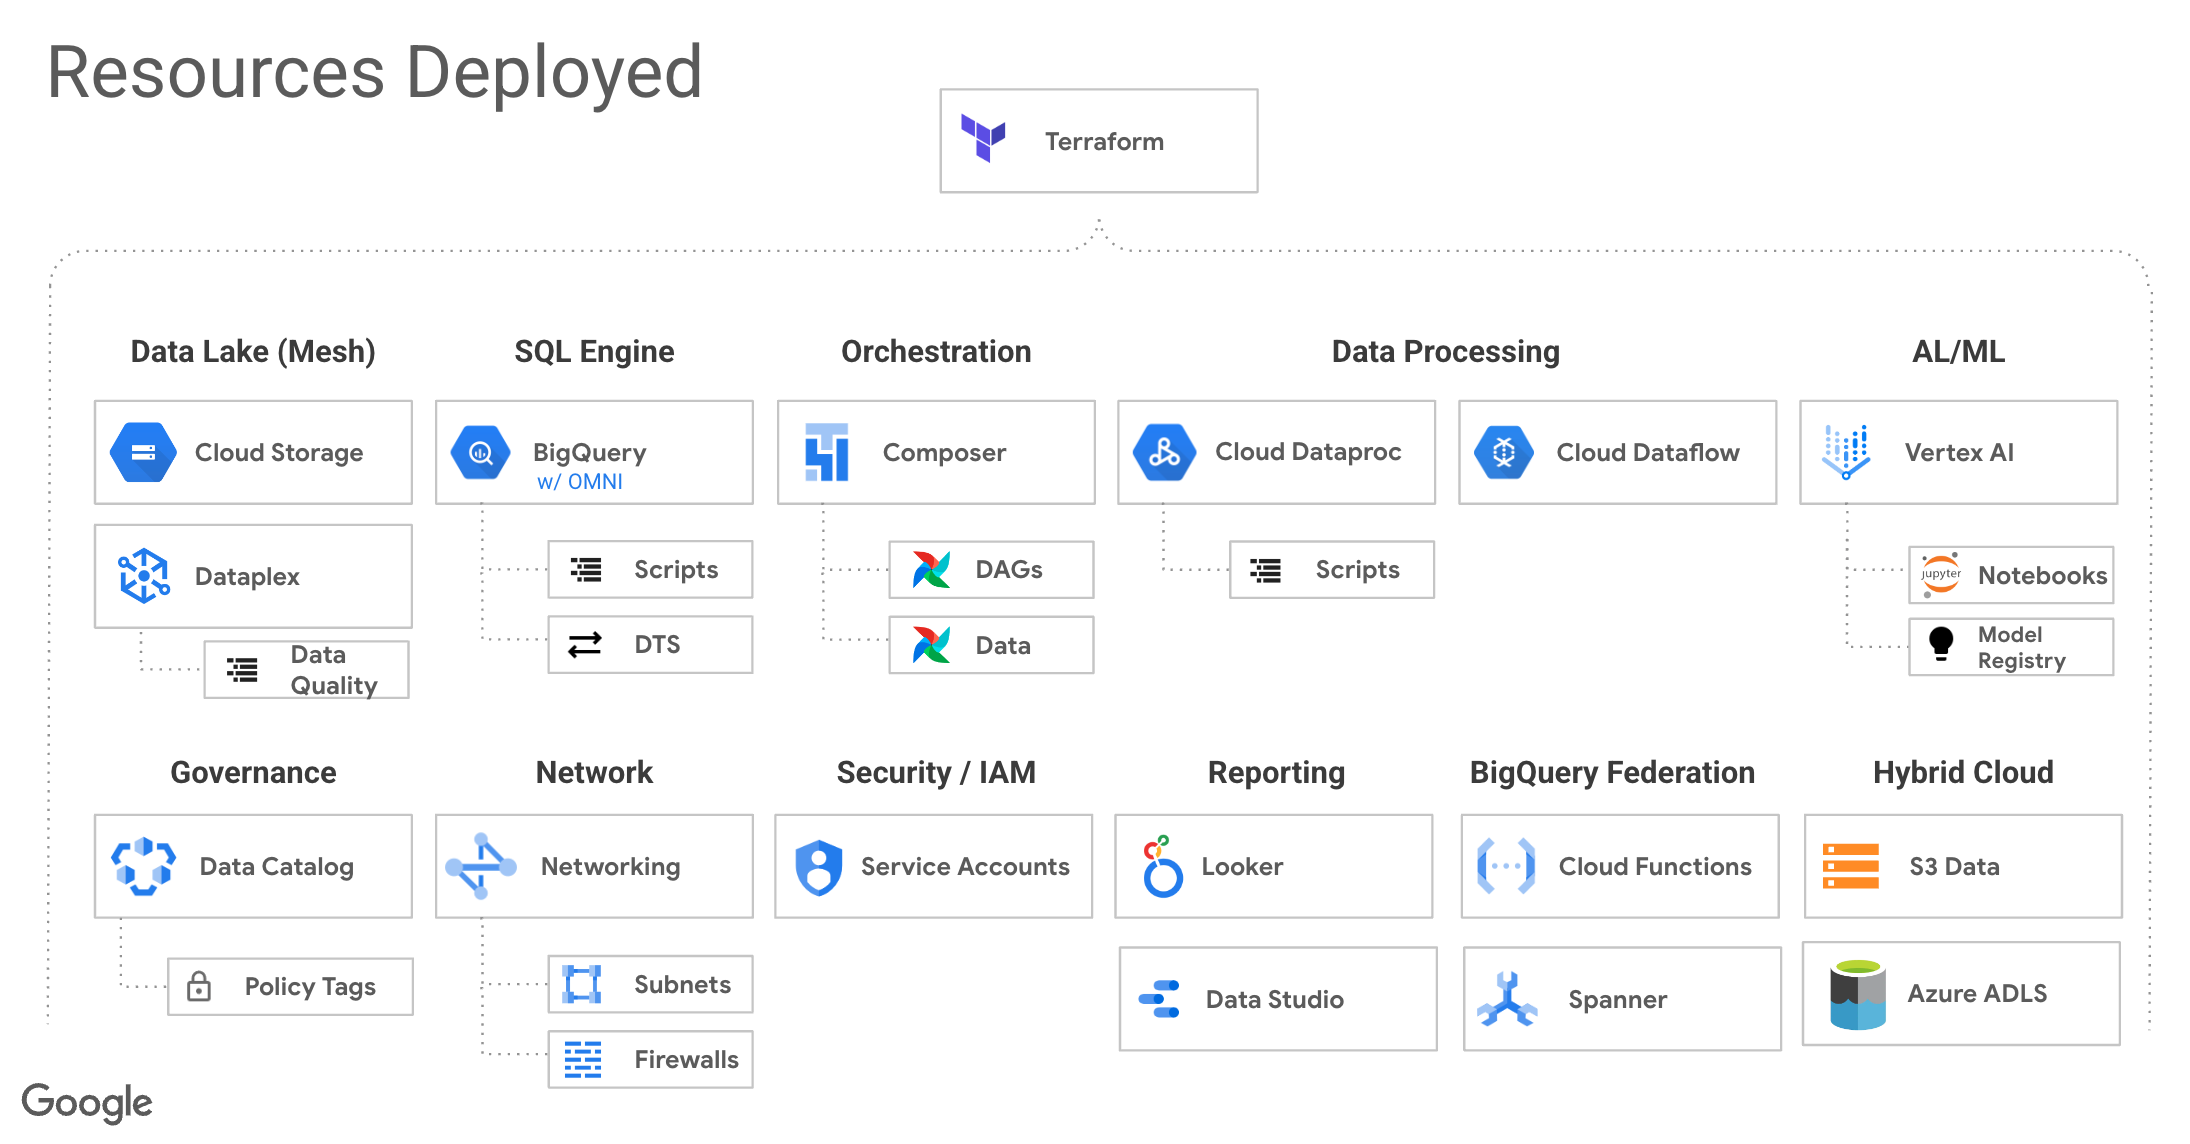 Resources Deployed
Terraform
Data Lake (Mesh)
SQL Engine
Orchestration
Data Processing
AL/ML
Cloud Storage
BigQuery
w/ OMNI
Composer
Cloud Dataproc
Cloud Dataflow
Vertex AI
Dataplex
Scripts
DAGs
Scripts
jupyter
Notebooks
Data
Quality
DTS
Data
Model
Registry
Governance
Network
Security / IAM
Reporting
BigQuery Federation
Hybrid Cloud
Data Catalog
Networking
Service Accounts
Looker
Cloud Functions
S3 Data
Policy Tags
Subnets
Data Studio
Spanner
Azure ADLS
Firewalls
Google